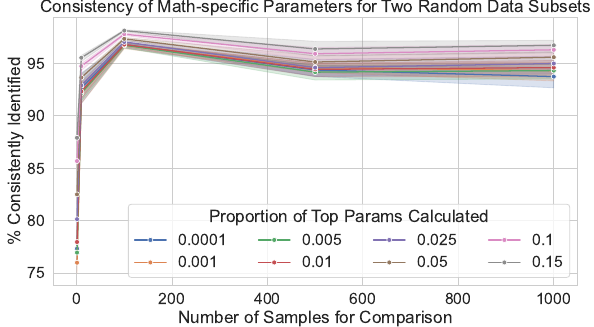 Consistency of Math-specific Parameters for Two Random Data Subsets
% Consistently Identified
95
90
85
80
75
Proportion of Top Params Calculated
0.0001 0.005 0.025 0.1
0.001 0.01 0.05 0.15
0 200 400 600 800 1000
Number of Samples for Comparison